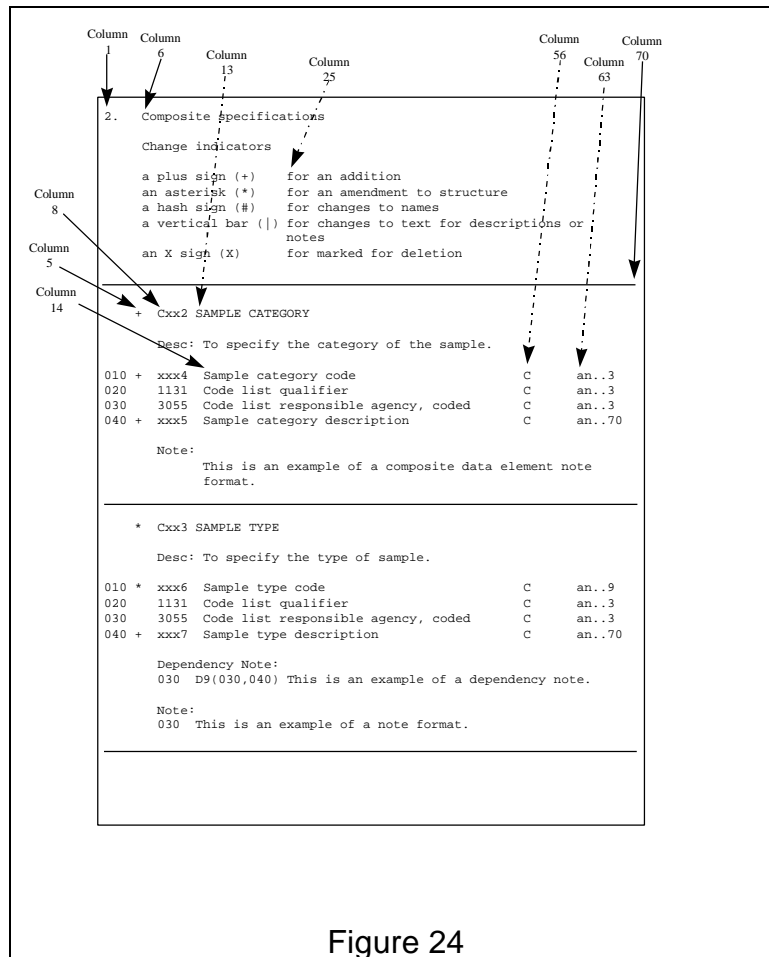 Column
1
Column
6
Column
13
Column
25
Column
56
Column
63
Column
70
2. Composite specifications
Change indicators
a plus sign (+) for an addition
an asterisk (*) for an amendment to structure
a hash sign (#) for changes to names
a vertical bar (|) for changes to text for descriptions or
notes
an X sign (X) for marked for deletion
Column
8
Column
5
Column
14
+ Cxx2 SAMPLE CATEGORY
Desc: To specify the category of the sample.
010 + xxx4 Sample category code C an..3
020 1131 Code list qualifier C an..3
030 3055 Code list responsible agency, coded C an..3
040 + xxx5 Sample category description C an..70
Note:
This is an example of a composite data element note
format.
* Cxx3 SAMPLE TYPE
Desc: To specify the type of sample.
010 * xxx6 Sample type code C an..9
020 1131 Code list qualifier C an..3
030 3055 Code list responsible agency, coded C an..3
040 + xxx7 Sample type description C an..70
Dependency Note:
030 D9(030,040) This is an example of a dependency note.
Note:
030 This is an example of a note format.
Figure 24